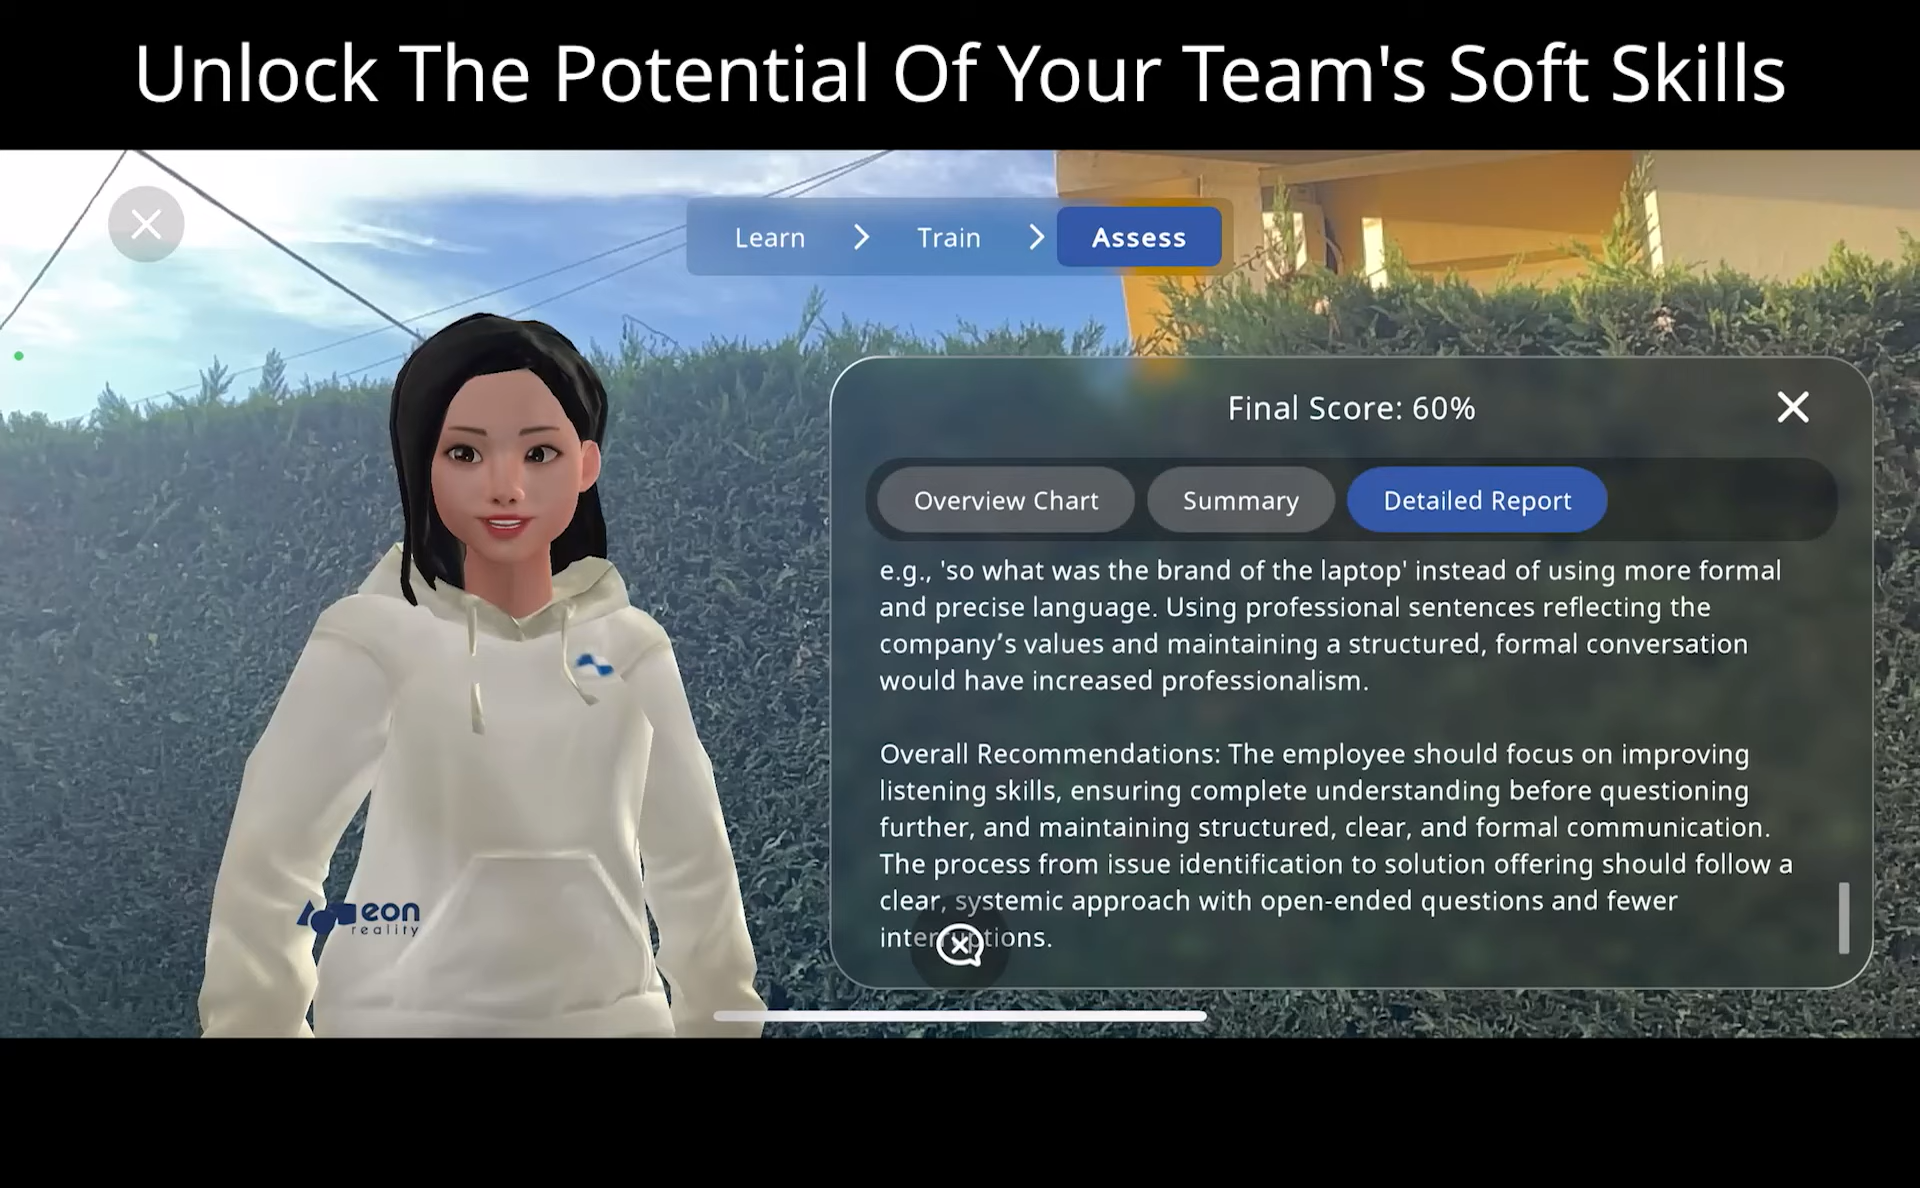 Unlock The Potential Of Your Team's Soft Skills
Learn
Train
Assess
Final Score: 60%
Overview Chart
Summary
Detailed Report
e.g., 'so what was the brand of the laptop' instead of using more formal
and precise language. Using professional sentences reflecting the
company’s values and maintaining a structured, formal conversation
would have increased professionalism.
Overall Recommendations: The employee should focus on improving
listening skills, ensuring complete understanding before questioning
further, and maintaining structured, clear, and formal communication.
The process from issue identification to solution offering should follow a
clear, systemic approach with open-ended questions and fewer
interruptions.
eon
reality